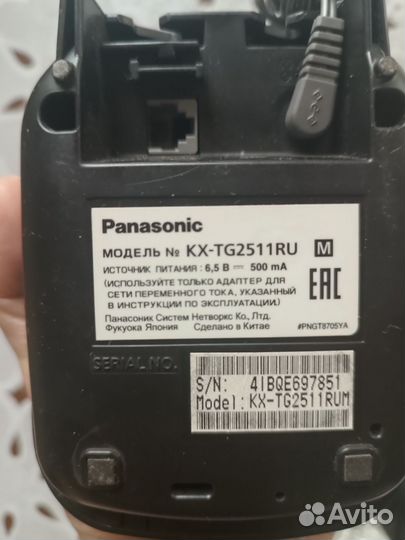 Panasonic
МОДЕЛЬ № KX-TG2511RU M
ИСТОЧНИК ПИТАНИЯ : 6,5 В ⎓ 500 mA
(ИСПОЛЬЗУЙТЕ ТОЛЬКО АДАПТЕР ДЛЯ
СЕТИ ПЕРЕМЕННОГО ТОКА, УКАЗАННЫЙ
В ИНСТРУКЦИИ ПО ЭКСПЛУАТАЦИИ)
EAC
Панасоник Систем Нетворкс Ко., Лтд.
Фукуока Япония Сделано в Китае
#PNGT8705YA
SERIAL NO.
S/N: 4IBQE697851
Model: KX-TG2511RUM
Avito